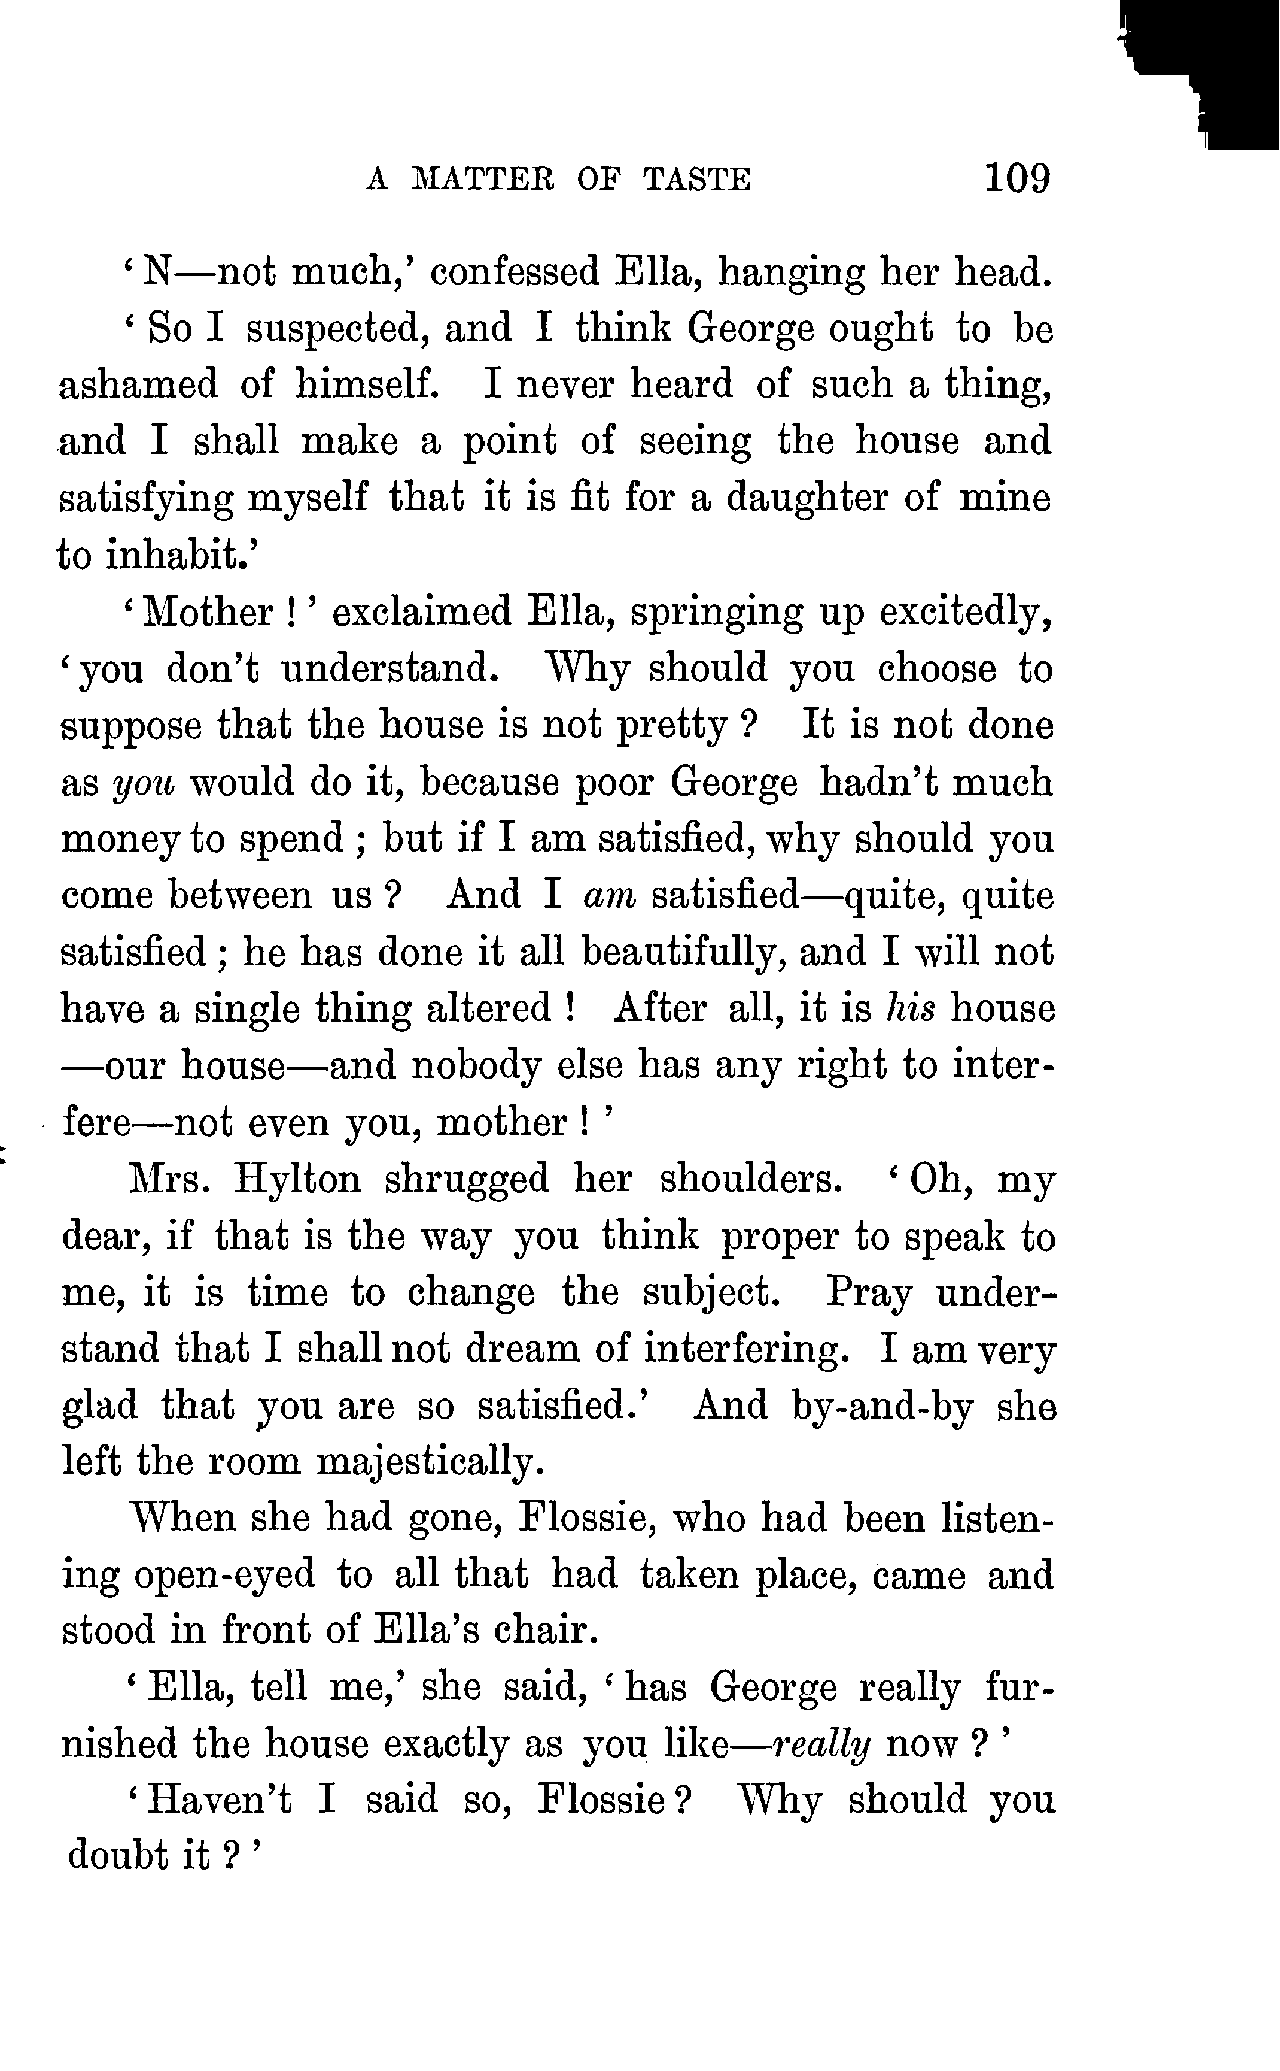 A MATTER OF TASTE 109
‘ N—not much,’ confessed Ella, hanging her head.
‘ So I suspected, and I think George ought to be
ashamed of himself. I never heard of such a thing,
and I shall make a point of seeing the house and
satisfying myself that it is fit for a daughter of mine
to inhabit.’
‘ Mother ! ’ exclaimed Ella, springing up excitedly,
‘ you don’t understand. Why should you choose to
suppose that the house is not pretty ? It is not done
as you would do it, because poor George hadn’t much
money to spend ; but if I am satisfied, why should you
come between us ? And I am satisfied—quite, quite
satisfied ; he has done it all beautifully, and I will not
have a single thing altered ! After all, it is his house
—our house—and nobody else has any right to inter-
fere—not even you, mother ! ’
Mrs. Hylton shrugged her shoulders. ‘ Oh, my
dear, if that is the way you think proper to speak to
me, it is time to change the subject. Pray under-
stand that I shall not dream of interfering. I am very
glad that you are so satisfied.’ And by-and-by she
left the room majestically.
When she had gone, Flossie, who had been listen-
ing open-eyed to all that had taken place, came and
stood in front of Ella’s chair.
‘ Ella, tell me,’ she said, ‘ has George really fur-
nished the house exactly as you like—really now ? ’
‘ Haven’t I said so, Flossie ? Why should you
doubt it ? ’